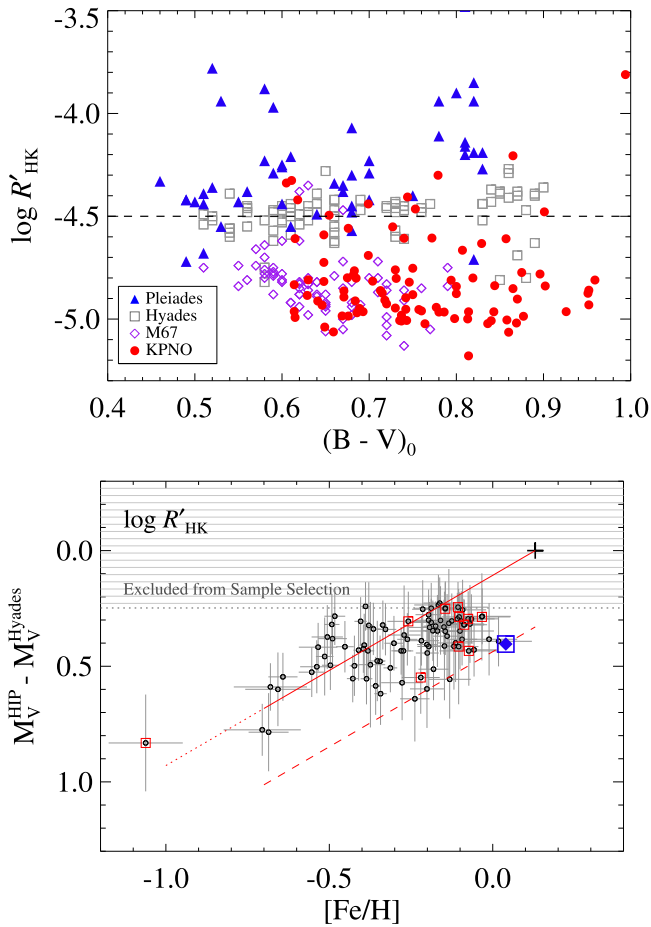 -3.5
-4.0
-4.5
-5.0
log R′HK
Pleiades
Hyades
M67
KPNO
0.4 0.5 0.6 0.7 0.8 0.9 1.0
(B - V)0
log R′HK
Excluded from Sample Selection
0.0
0.5
1.0
MVHIP - MVHyades
-1.0 -0.5 0.0
[Fe/H]